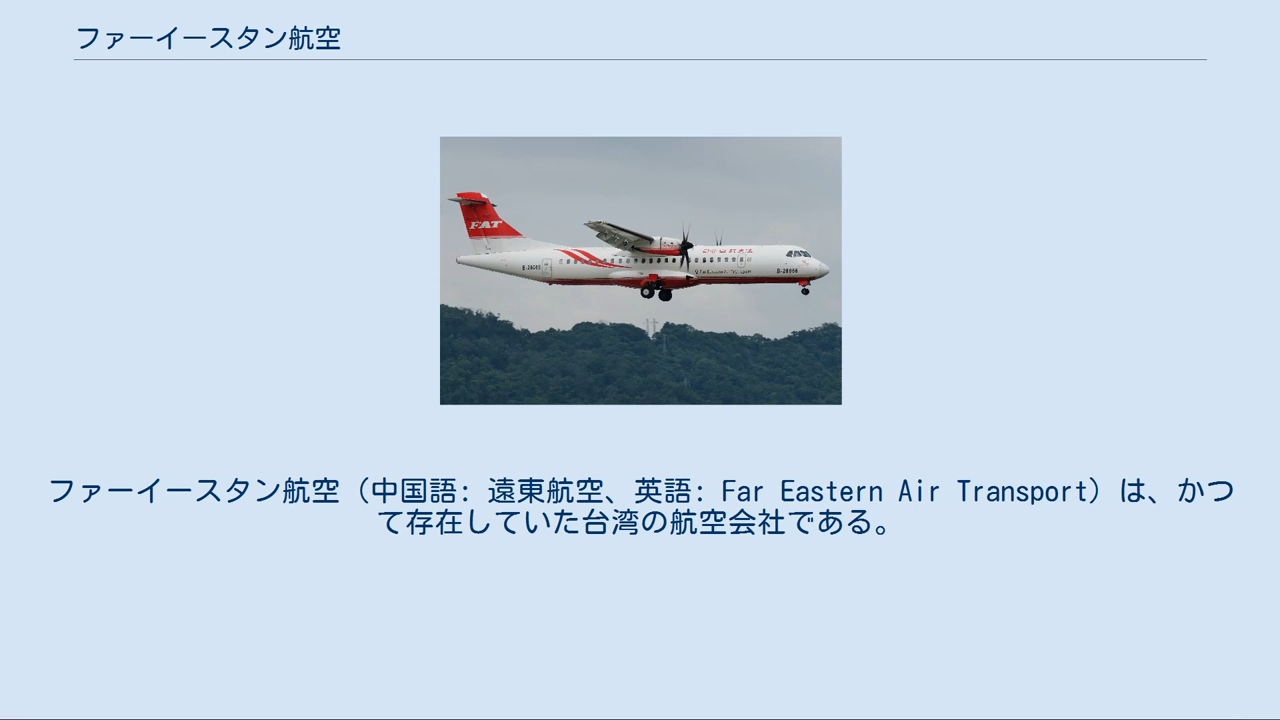 ファーイースタン航空
FAT
B-28066
ファーイースタン航空（中国語: 遠東航空、英語: Far Eastern Air Transport）は、かつ
て存在していた台湾の航空会社である。